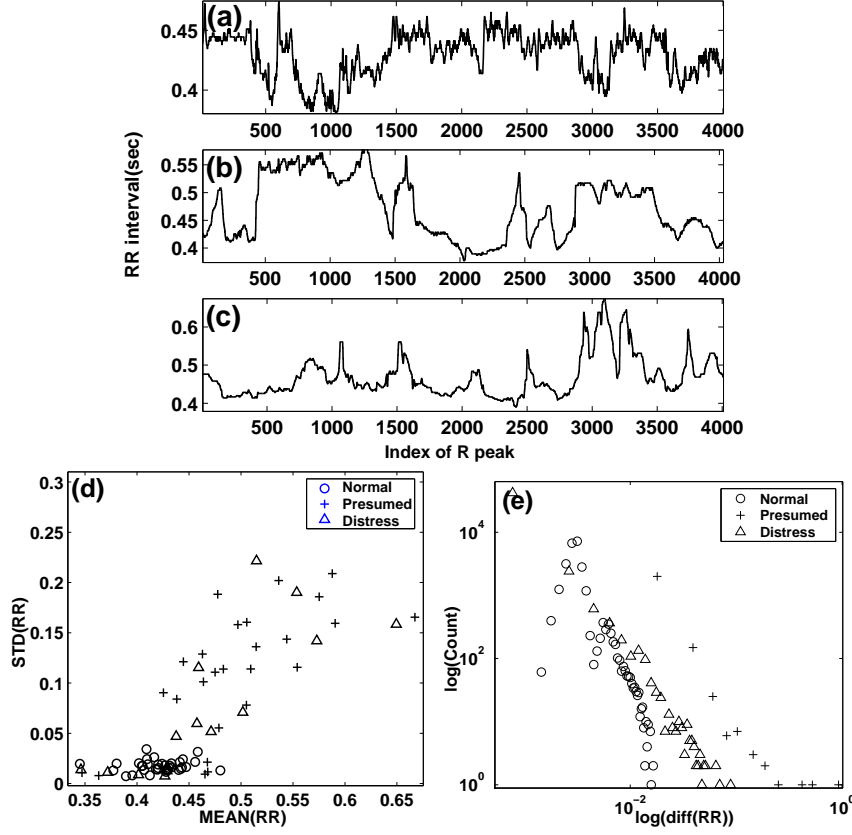 (a)
0.45
0.4
500 1000 1500 2000 2500 3000 3500 4000
RR interval(sec)
(b)
0.55
0.5
0.45
0.4
500 1000 1500 2000 2500 3000 3500 4000
(c)
0.6
0.5
0.4
500 1000 1500 2000 2500 3000 3500 4000
Index of R peak
(d)
0.3
0.25
0.2
0.15
0.1
0.05
0
STD(RR)
Normal
Presumed
Distress
0.35 0.4 0.45 0.5 0.55 0.6 0.65
MEAN(RR)
(e)
10^4
10^2
10^0
log(Count)
Normal
Presumed
Distress
10^-2 10^0
log(diff(RR))